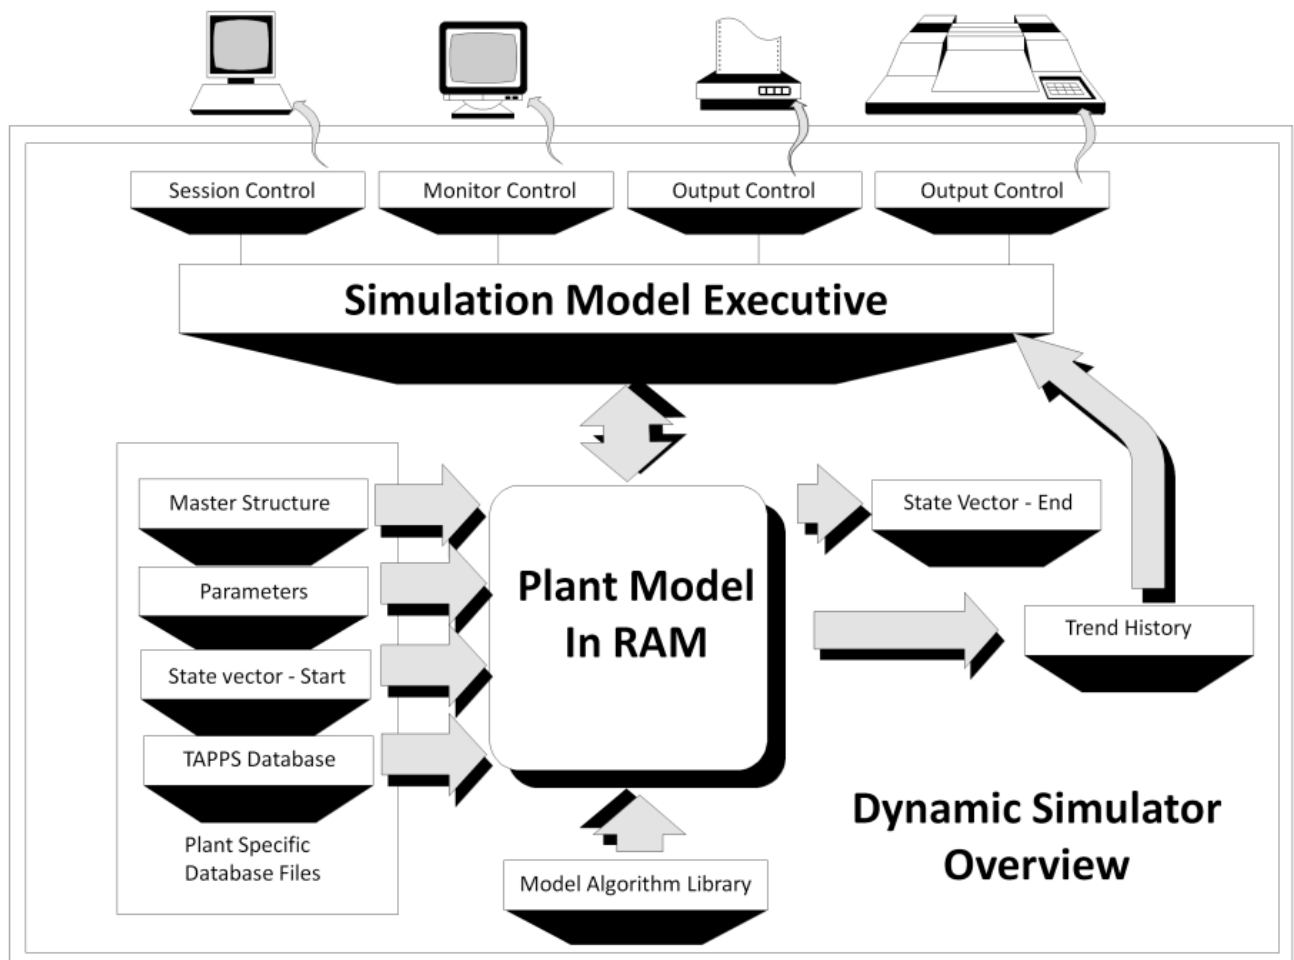 Session Control
Monitor Control
Output Control
Output Control
Simulation Model Executive
Master Structure
Parameters
State vector - Start
TAPPS Database
Plant Specific
Database Files
Plant Model
In RAM
State Vector - End
Trend History
Model Algorithm Library
Dynamic Simulator
Overview